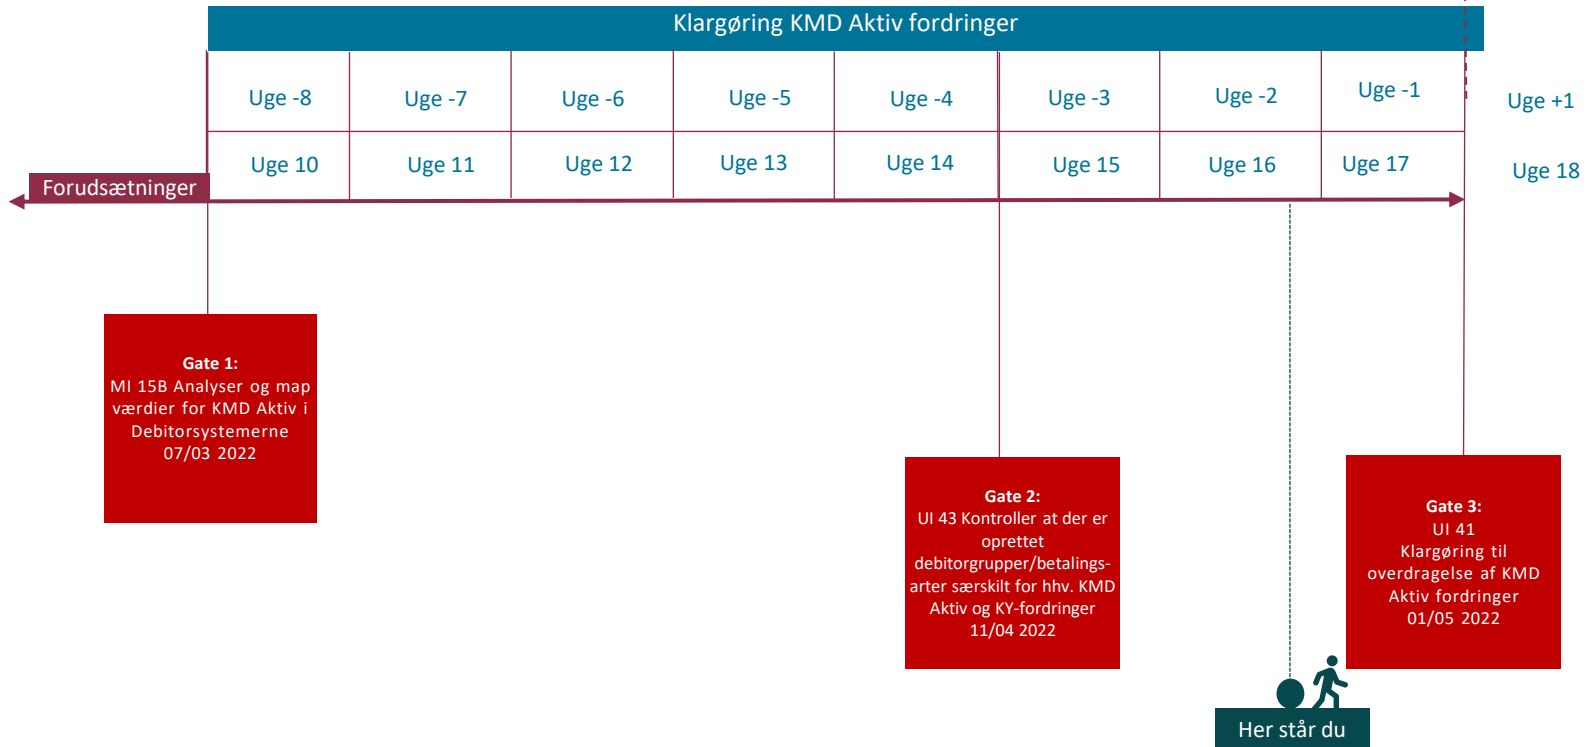 Klargøring KMD Aktiv fordringer
Uge -8
Uge -7
Uge -6
Uge -5
Uge -4
Uge -3
Uge -2
Uge -1
Uge +1
Uge 10
Uge 11
Uge 12
Uge 13
Uge 14
Uge 15
Uge 16
Uge 17
Uge 18
Forudsætninger
Gate 1:
MI 15B Analyser og map
værdier for KMD Aktiv i
Debitorsystemerne
07/03 2022
Gate 2:
UI 43 Kontroller at der er
oprettet
debitorgrupper/betalings-
arter særskilt for hhv. KMD
Aktiv og KY-fordringer
11/04 2022
Gate 3:
UI 41
Klargøring til
overdragelse af KMD
Aktiv fordringer
01/05 2022
Her står du